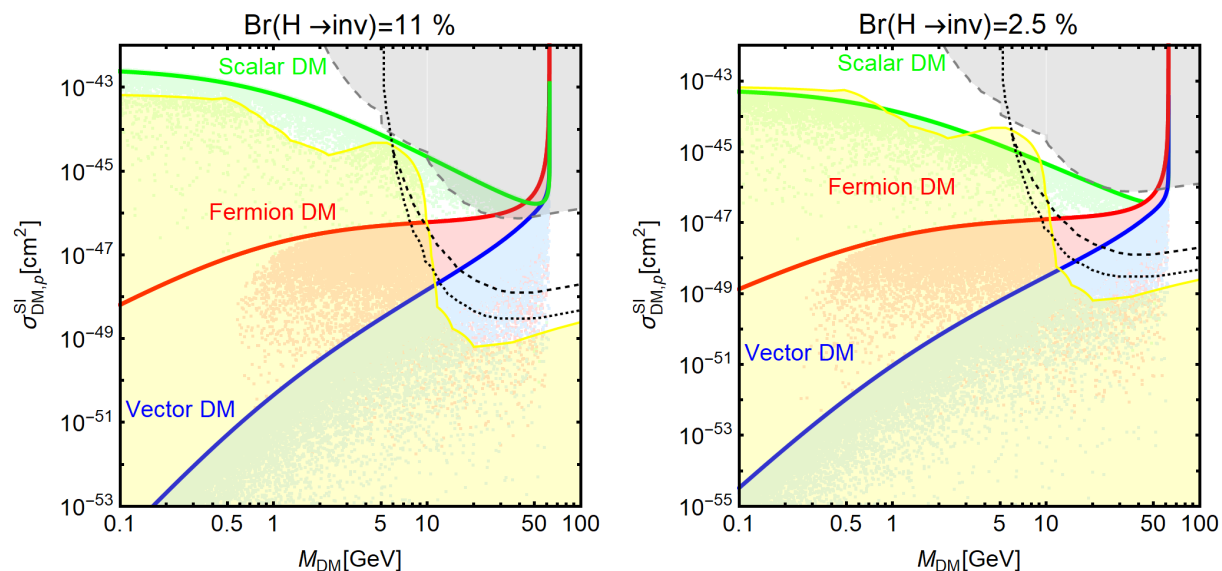 Br(H →inv)=11 %
10⁻⁴³
10⁻⁴⁵
10⁻⁴⁷
10⁻⁴⁹
10⁻⁵¹
10⁻⁵³
σ^SI_DM,p[cm²]
Scalar DM
Fermion DM
Vector DM
0.1 0.5 1 5 10 50 100
M_DM[GeV]
Br(H →inv)=2.5 %
10⁻⁴³
10⁻⁴⁵
10⁻⁴⁷
10⁻⁴⁹
10⁻⁵¹
10⁻⁵³
10⁻⁵⁵
σ^SI_DM,p[cm²]
Scalar DM
Fermion DM
Vector DM
0.1 0.5 1 5 10 50 100
M_DM[GeV]